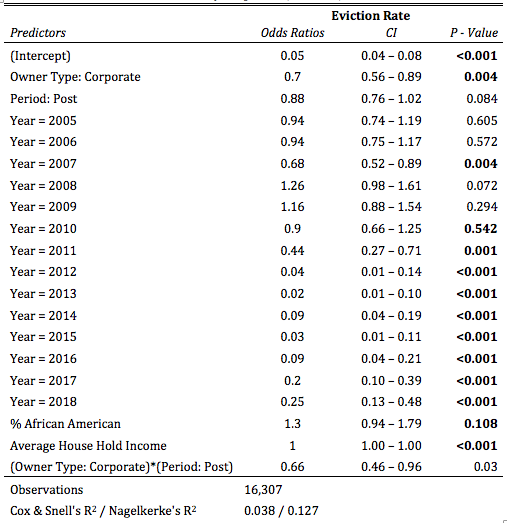 Eviction Rate
Predictors Odds Ratios CI P - Value
(Intercept) 0.05 0.04 – 0.08 <0.001
Owner Type: Corporate 0.7 0.56 – 0.89 0.004
Period: Post 0.88 0.76 – 1.02 0.084
Year = 2005 0.94 0.74 – 1.19 0.605
Year = 2006 0.94 0.75 – 1.17 0.572
Year = 2007 0.68 0.52 – 0.89 0.004
Year = 2008 1.26 0.98 – 1.61 0.072
Year = 2009 1.16 0.88 – 1.54 0.294
Year = 2010 0.9 0.66 – 1.25 0.542
Year = 2011 0.44 0.27 – 0.71 0.001
Year = 2012 0.04 0.01 – 0.14 <0.001
Year = 2013 0.02 0.01 – 0.10 <0.001
Year = 2014 0.09 0.04 – 0.19 <0.001
Year = 2015 0.03 0.01 – 0.11 <0.001
Year = 2016 0.09 0.04 – 0.21 <0.001
Year = 2017 0.2 0.10 – 0.39 <0.001
Year = 2018 0.25 0.13 – 0.48 <0.001
% African American 1.3 0.94 – 1.79 0.108
Average House Hold Income 1 1.00 – 1.00 <0.001
(Owner Type: Corporate)*(Period: Post) 0.66 0.46 – 0.96 0.03
Observations 16,307
Cox & Snell's R² / Nagelkerke's R² 0.038 / 0.127